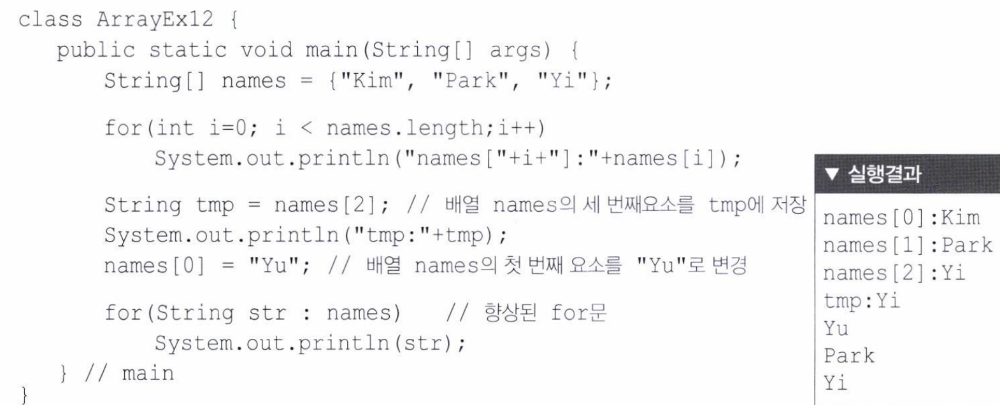 class ArrayEx12 {
public static void main(String[] args) {
String[] names = {"Kim", "Park", "Yi"};
for(int i=0; i < names.length;i++)
System.out.println("names["+i+"]:"+names[i]);
String tmp = names[2]; // 배열 names의 세 번째요소를 tmp에 저장
System.out.println("tmp:"+tmp);
names[0] = "Yu"; // 배열 names의 첫 번째 요소를 "Yu"로 변경
for(String str : names) // 향상된 for문
System.out.println(str);
} // main
}
▼ 실행결과
names[0]:Kim
names[1]:Park
names[2]:Yi
tmp:Yi
Yu
Park
Yi